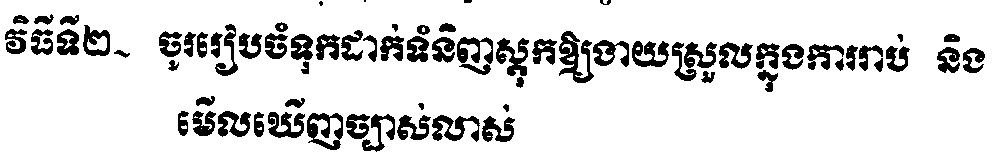 វិធីទី២~ ចូររៀបចំទុកដាក់ទំនិញស្តុកឱ្យងាយស្រួលក្នុងការរាប់ និង
មើលឃើញច្បាស់លាស់